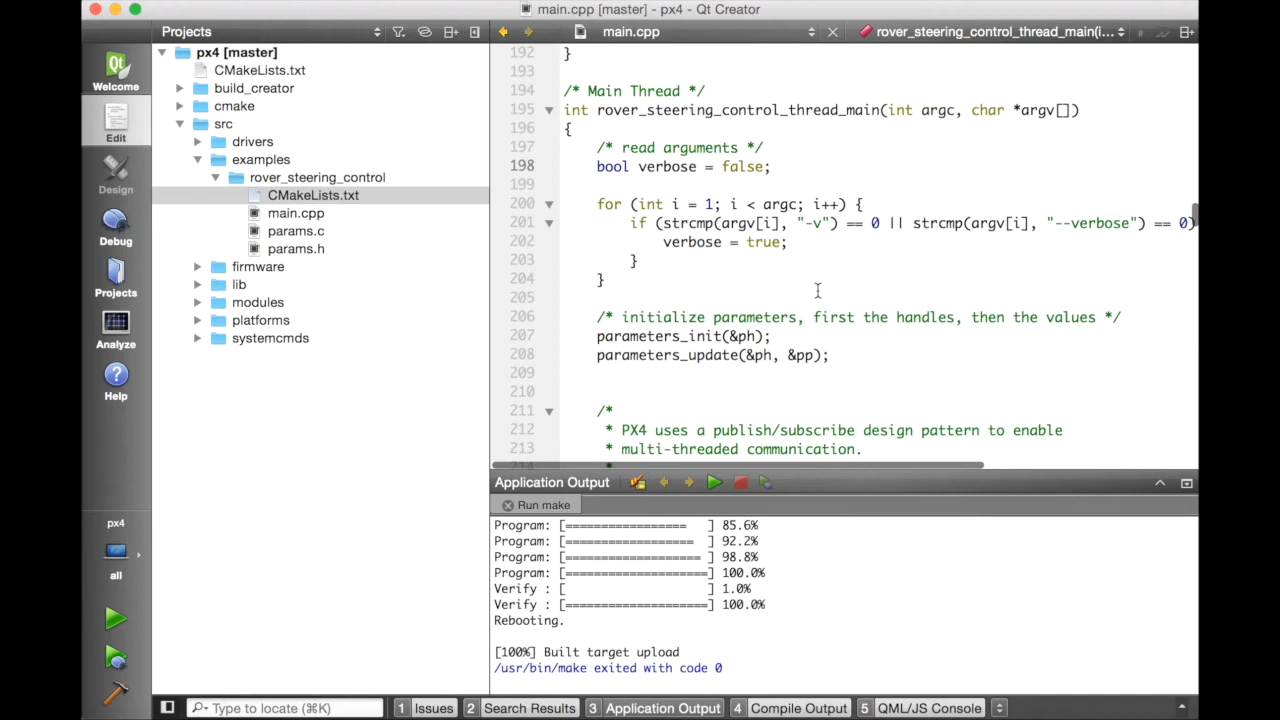 main.cpp [master] - px4 - Qt Creator
Projects
main.cpp
rover_steering_control_thread_main(i...
#
Welcome
Edit
Design
Debug
Projects
Analyze
Help
px4
all
px4 [master]
CMakeLists.txt
build_creator
cmake
src
drivers
examples
rover_steering_control
CMakeLists.txt
main.cpp
params.c
params.h
firmware
lib
modules
platforms
systemcmds
192 }
193
194 /* Main Thread */
195 int rover_steering_control_thread_main(int argc, char *argv[])
196 {
197 /* read arguments */
198 bool verbose = false;
199
200 for (int i = 1; i < argc; i++) {
201 if (strcmp(argv[i], "-v") == 0 || strcmp(argv[i], "--verbose") == 0)
202 verbose = true;
203 }
204 }
205
206 /* initialize parameters, first the handles, then the values */
207 parameters_init(&ph);
208 parameters_update(&ph, &pp);
209
210
211 /*
212 * PX4 uses a publish/subscribe design pattern to enable
213 * multi-threaded communication.
214 *
Application Output
Run make
Program: [================= ] 85.6%
Program: [================== ] 92.2%
Program: [=================== ] 98.8%
Program: [====================] 100.0%
Verify : [ ] 1.0%
Verify : [====================] 100.0%
Rebooting.
[100%] Built target upload
/usr/bin/make exited with code 0
Type to locate (⌘K)
1 Issues
2 Search Results
3 Application Output
4 Compile Output
5 QML/JS Console